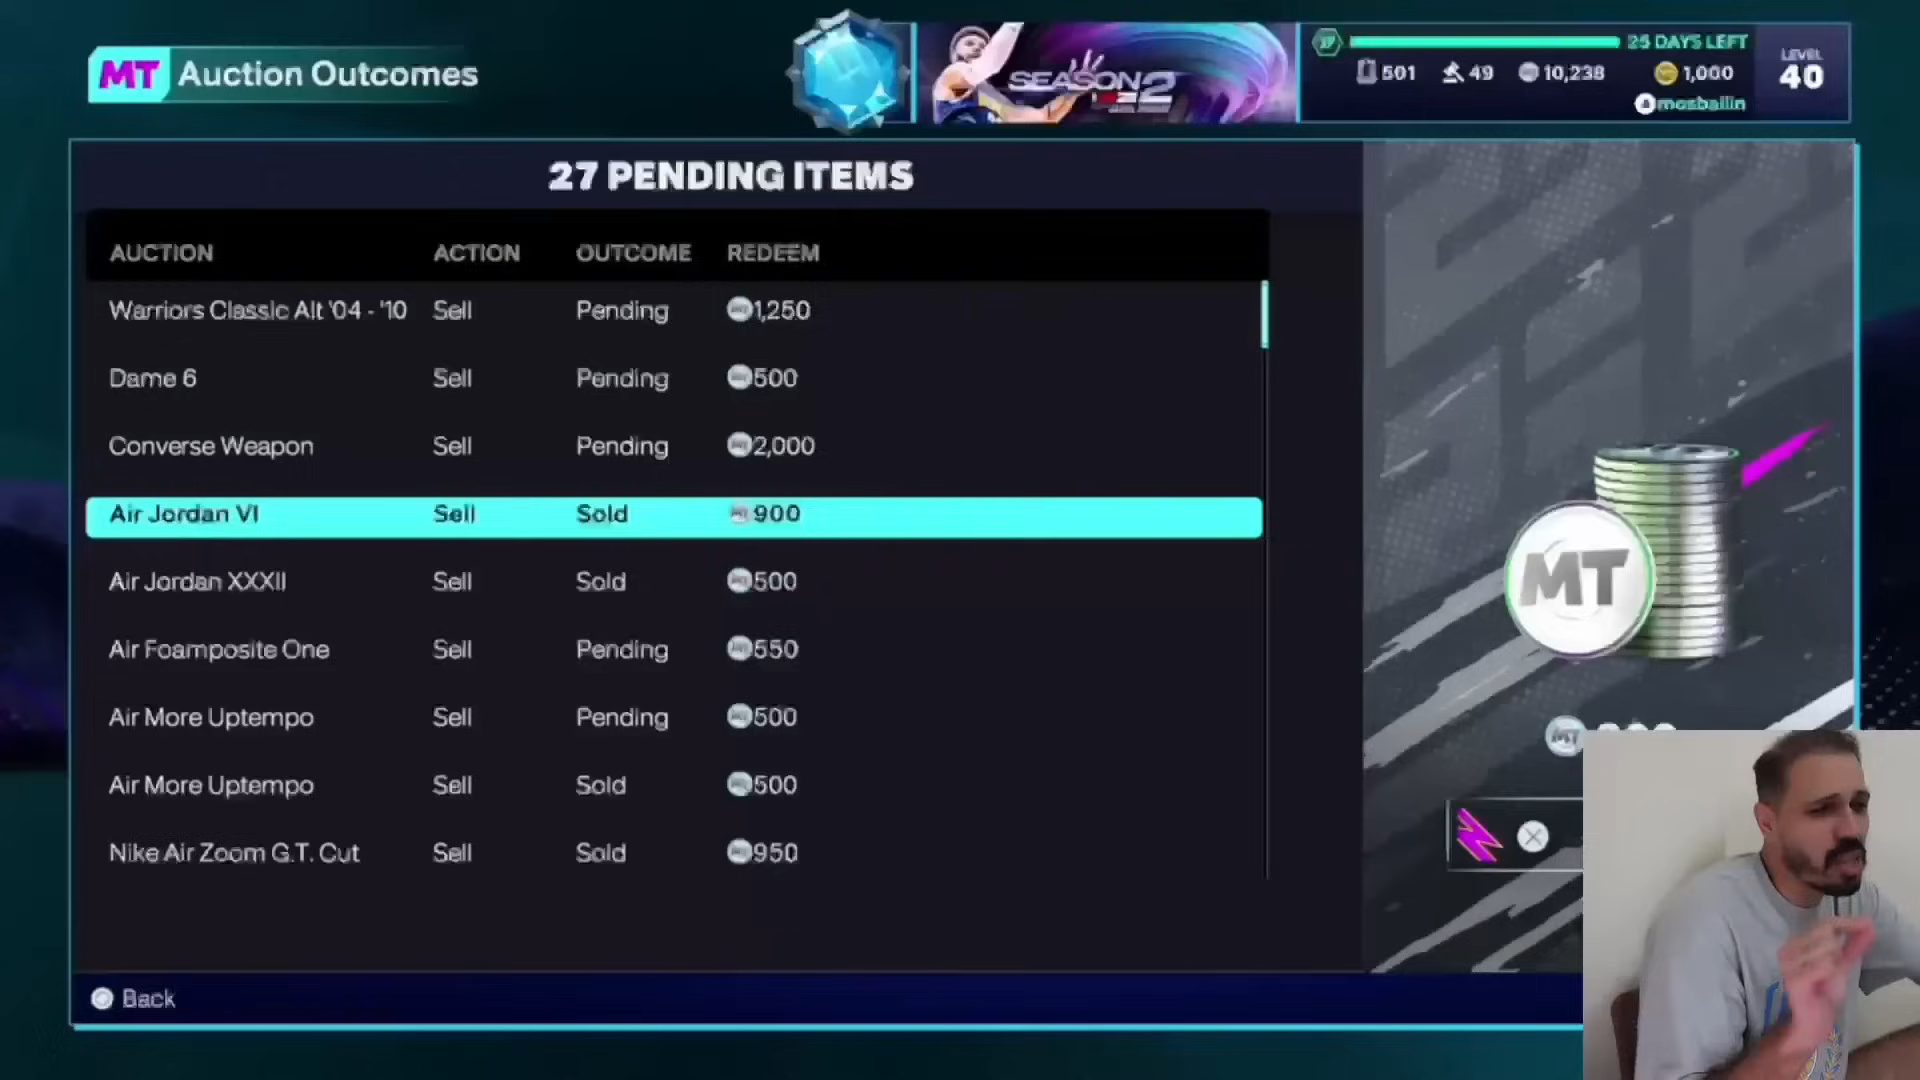 MT Auction Outcomes
SEASON 2
25 DAYS LEFT
501 49 10,238 1,000
mosbailin
LEVEL
40
27 PENDING ITEMS
AUCTION ACTION OUTCOME REDEEM
Warriors Classic Alt '04 - '10 Sell Pending 1,250
Dame 6 Sell Pending 500
Converse Weapon Sell Pending 2,000
Air Jordan VI Sell Sold 900
Air Jordan XXXII Sell Sold 500
Air Foamposite One Sell Pending 550
Air More Uptempo Sell Pending 500
Air More Uptempo Sell Sold 500
Nike Air Zoom G.T. Cut Sell Sold 950
MT
Back